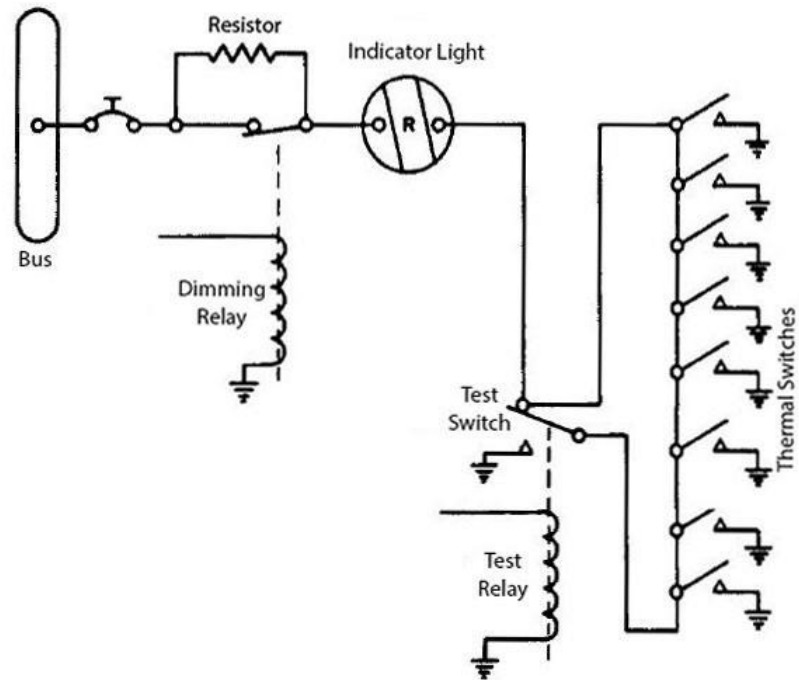 Resistor
Indicator Light
R
Bus
Dimming
Relay
Test
Switch
Thermal Switches
Test
Relay